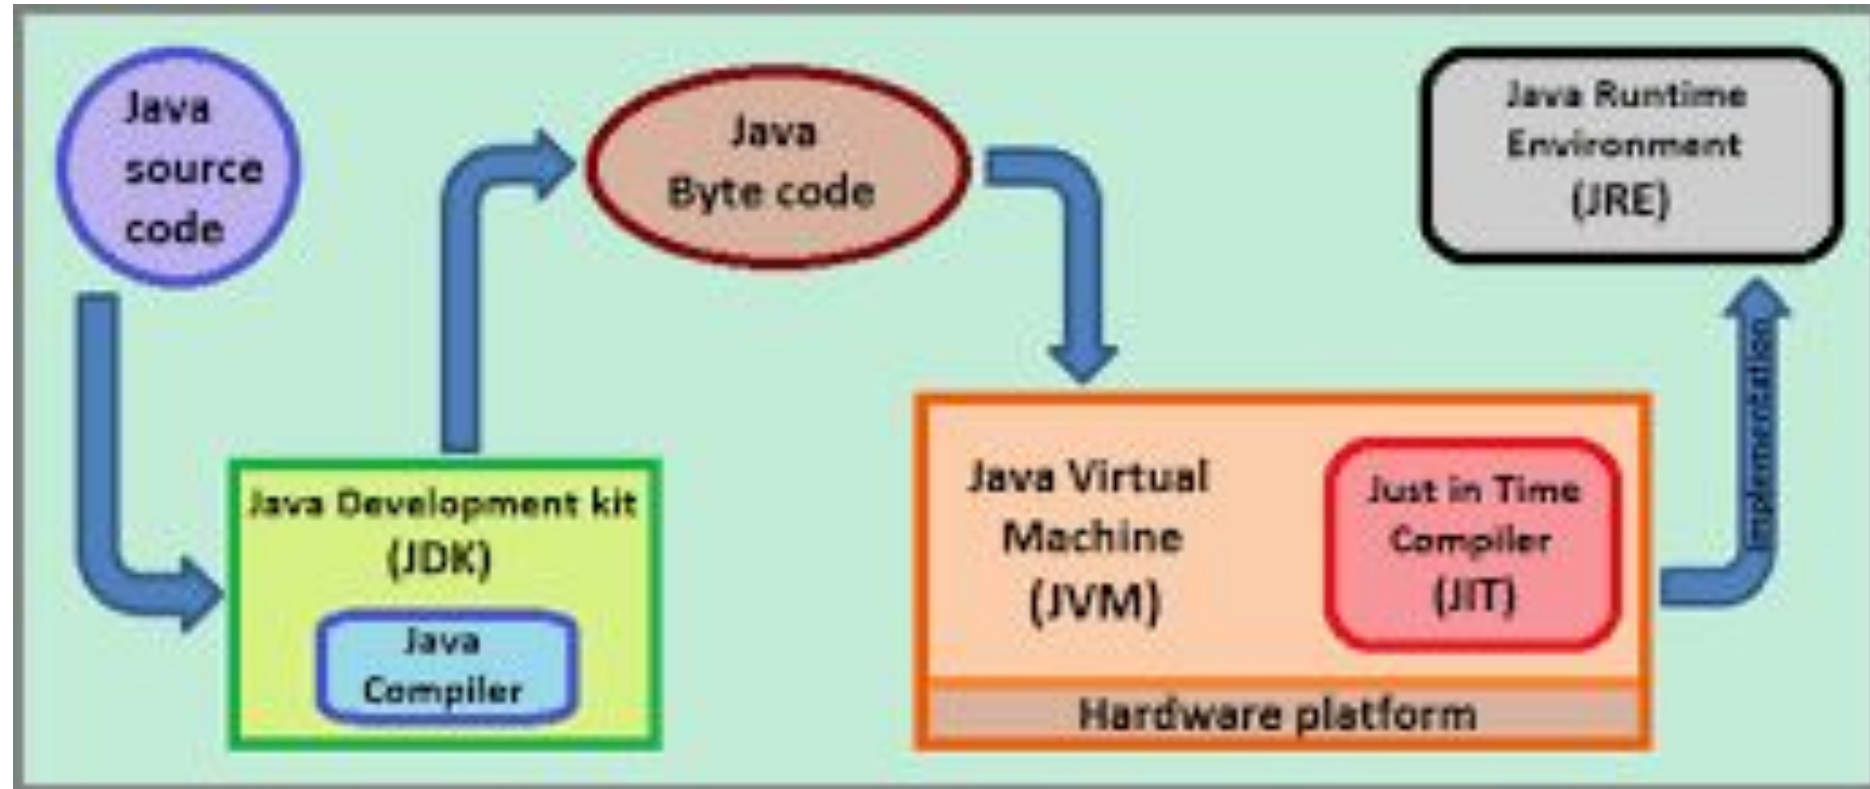 Java
source
code
Java
Byte code
Java Runtime
Environment
(JRE)
Java Development kit
(JDK)
Java
Compiler
Java Virtual
Machine
(JVM)
Just in Time
Compiler
(JIT)
Hardware platform
Implementation